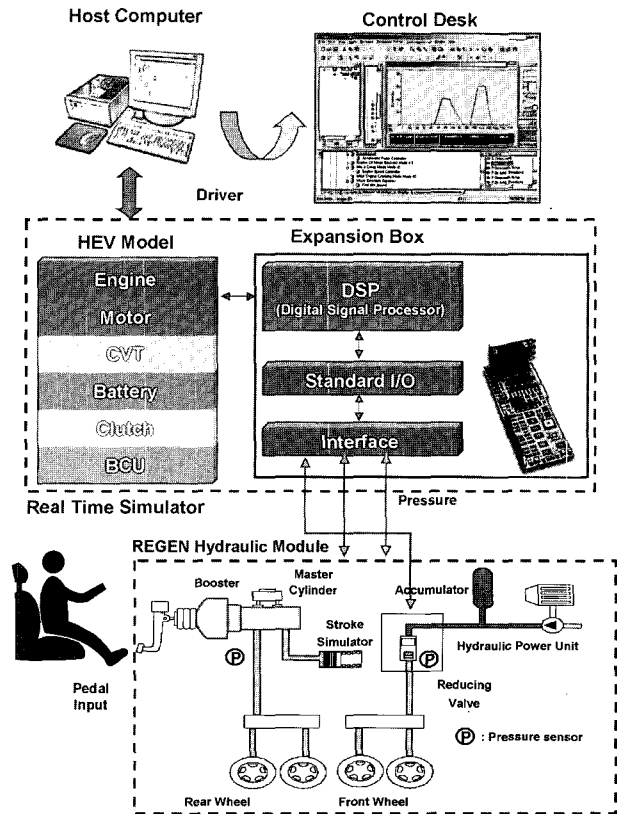 Host Computer
Control Desk
Driver
HEV Model
Expansion Box
Engine
Motor
CVT
Battery
Clutch
BCU
DSP
(Digital Signal Processor)
Standard I/O
Interface
Real Time Simulator
Pressure
REGEN Hydraulic Module
Booster
Master
Cylinder
Accumulator
Stroke
Simulator
Hydraulic Power Unit
P
P
Pedal
Input
Reducing
Valve
P : Pressure sensor
Rear Wheel
Front Wheel